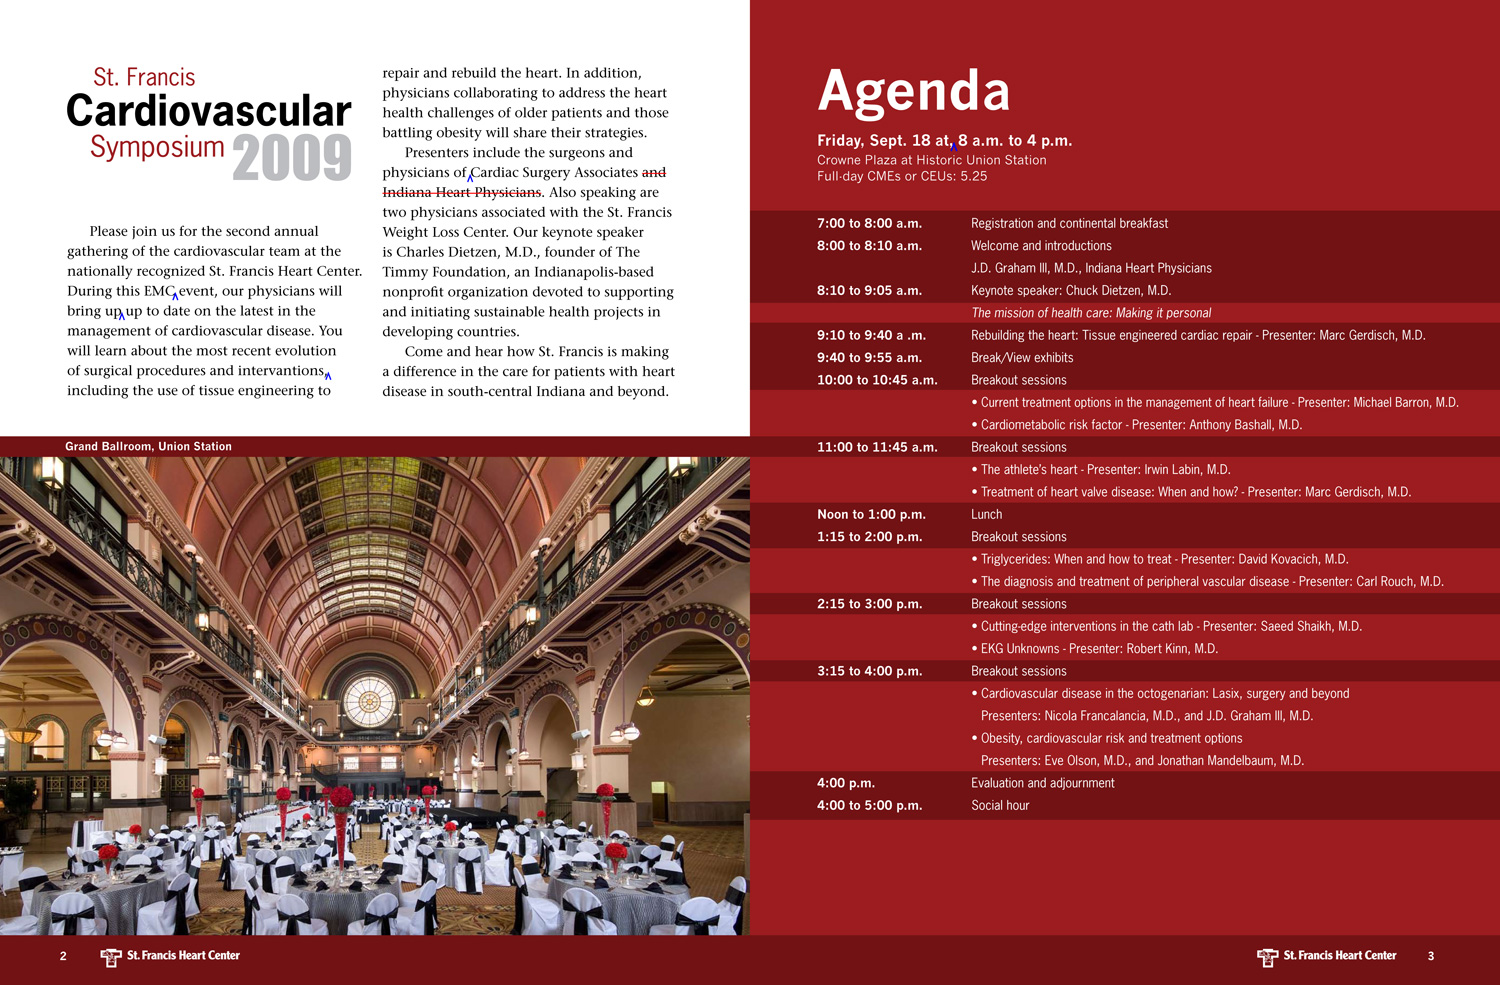 St. Francis
Cardiovascular
Symposium 2009
Please join us for the second annual
gathering of the cardiovascular team at the
nationally recognized St. Francis Heart Center.
During this EMC event, our physicians will
bring up up to date on the latest in the
management of cardiovascular disease. You
will learn about the most recent evolution
of surgical procedures and interventions,
including the use of tissue engineering to
repair and rebuild the heart. In addition,
physicians collaborating to address the heart
health challenges of older patients and those
battling obesity will share their strategies.
Presenters include the surgeons and
physicians of Cardiac Surgery Associates and
Indiana Heart Physicians. Also speaking are
two physicians associated with the St. Francis
Weight Loss Center. Our keynote speaker
is Charles Dietzen, M.D., founder of The
Timmy Foundation, an Indianapolis-based
nonprofit organization devoted to supporting
and initiating sustainable health projects in
developing countries.
Come and hear how St. Francis is making
a difference in the care for patients with heart
disease in south-central Indiana and beyond.
Grand Ballroom, Union Station
2 St. Francis Heart Center
Agenda
Friday, Sept. 18 at, 8 a.m. to 4 p.m.
Crowne Plaza at Historic Union Station
Full-day CMEs or CEUs: 5.25
7:00 to 8:00 a.m. Registration and continental breakfast
8:00 to 8:10 a.m. Welcome and introductions
J.D. Graham III, M.D., Indiana Heart Physicians
8:10 to 9:05 a.m. Keynote speaker: Chuck Dietzen, M.D.
The mission of health care: Making it personal
9:10 to 9:40 a .m. Rebuilding the heart: Tissue engineered cardiac repair - Presenter: Marc Gerdisch, M.D.
9:40 to 9:55 a.m. Break/View exhibits
10:00 to 10:45 a.m. Breakout sessions
• Current treatment options in the management of heart failure - Presenter: Michael Barron, M.D.
• Cardiometabolic risk factor - Presenter: Anthony Bashall, M.D.
11:00 to 11:45 a.m. Breakout sessions
• The athlete's heart - Presenter: Irwin Labin, M.D.
• Treatment of heart valve disease: When and how? - Presenter: Marc Gerdisch, M.D.
Noon to 1:00 p.m. Lunch
1:15 to 2:00 p.m. Breakout sessions
• Triglycerides: When and how to treat - Presenter: David Kovacich, M.D.
• The diagnosis and treatment of peripheral vascular disease - Presenter: Carl Rouch, M.D.
2:15 to 3:00 p.m. Breakout sessions
• Cutting-edge interventions in the cath lab - Presenter: Saeed Shaikh, M.D.
• EKG Unknowns - Presenter: Robert Kinn, M.D.
3:15 to 4:00 p.m. Breakout sessions
• Cardiovascular disease in the octogenarian: Lasix, surgery and beyond
Presenters: Nicola Francalancia, M.D., and J.D. Graham III, M.D.
• Obesity, cardiovascular risk and treatment options
Presenters: Eve Olson, M.D., and Jonathan Mandelbaum, M.D.
4:00 p.m. Evaluation and adjournment
4:00 to 5:00 p.m. Social hour
St. Francis Heart Center 3